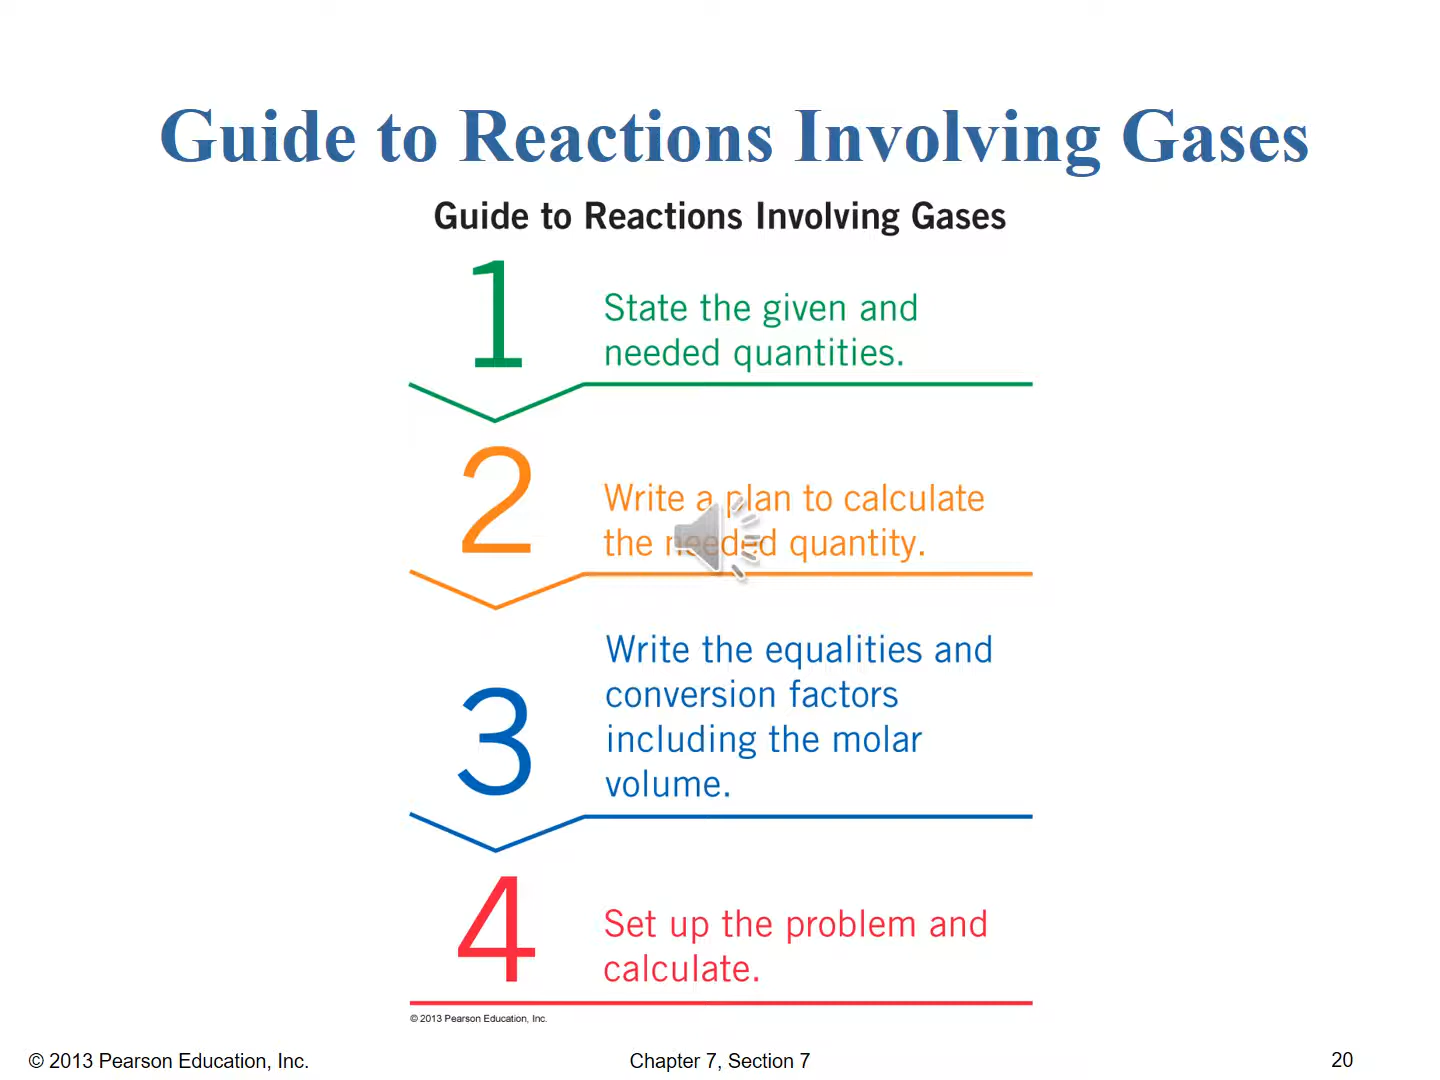 Guide to Reactions Involving Gases
Guide to Reactions Involving Gases
1
State the given and
needed quantities.
2
Write a plan to calculate
the needed quantity.
3
Write the equalities and
conversion factors
including the molar
volume.
4
Set up the problem and
calculate.
© 2013 Pearson Education, Inc.
© 2013 Pearson Education, Inc.
Chapter 7, Section 7
20